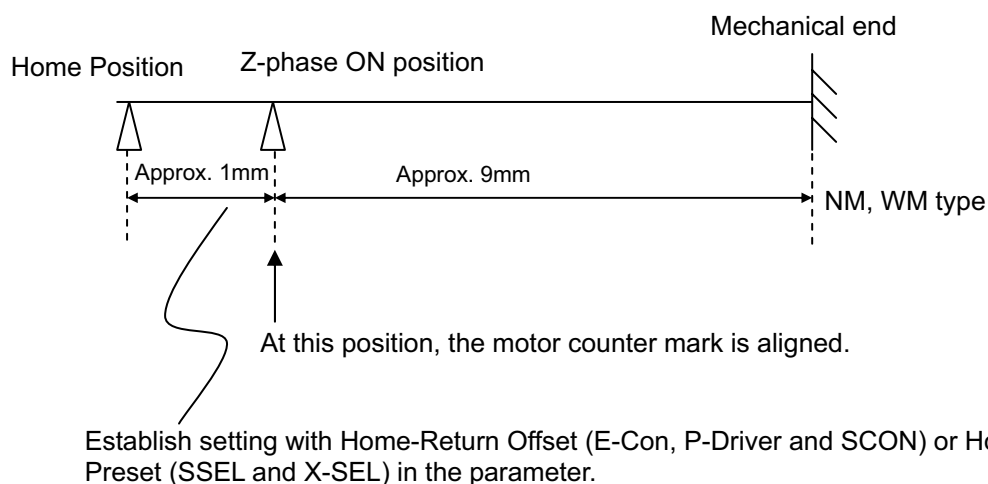 Mechanical end
Home Position
Z-phase ON position
Approx. 1mm
Approx. 9mm
NM, WM type
At this position, the motor counter mark is aligned.
Establish setting with Home-Return Offset (E-Con, P-Driver and SCON) or
Preset (SSEL and X-SEL) in the parameter.